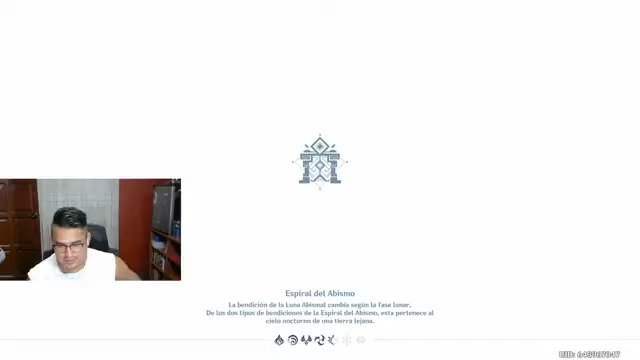 Espiral del Abismo
La bendición de la Luna Abismal cambia según la fase lunar.
De los dos tipos de bendiciones de la Espiral del Abismo, esta pertenece al
cielo nocturno de una tierra lejana.